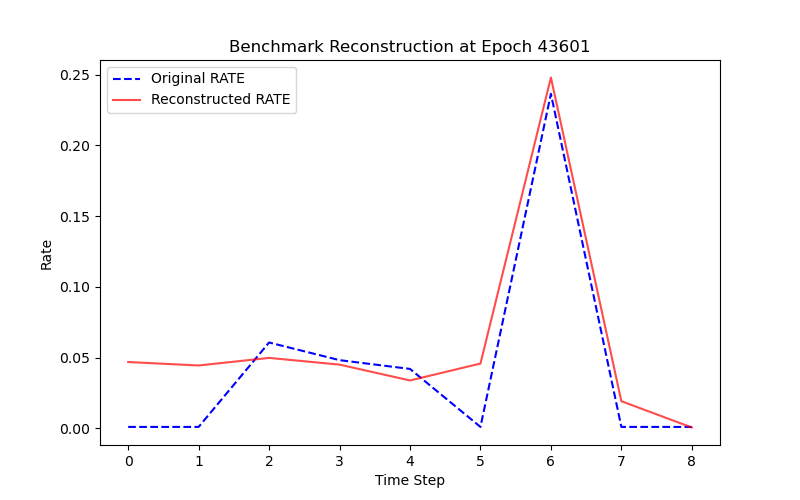 Benchmark Reconstruction at Epoch 43601
Original RATE
Reconstructed RATE
0.25
0.20
0.15
0.10
0.05
0.00
Rate
0 1 2 3 4 5 6 7 8
Time Step